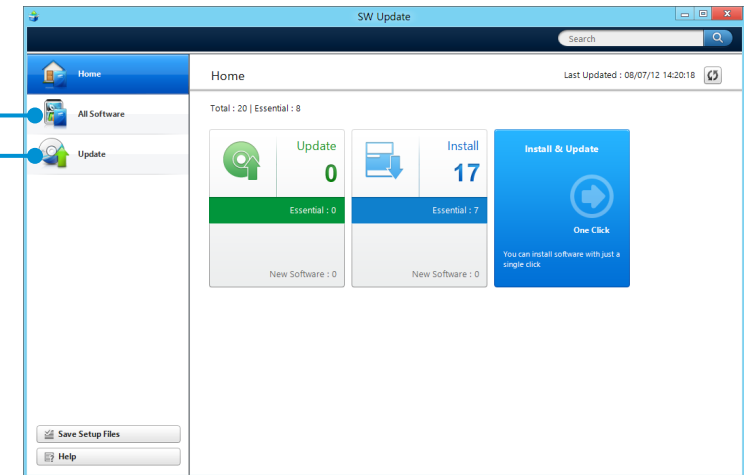 SW Update
Search
Home
All Software
Update
Save Setup Files
Help
Home
Last Updated : 08/07/12 14:20:18
Total : 20 | Essential : 8
Update
0
Essential : 0
New Software : 0
Install
17
Essential : 7
New Software : 0
Install & Update
One Click
You can install software with just a
single click